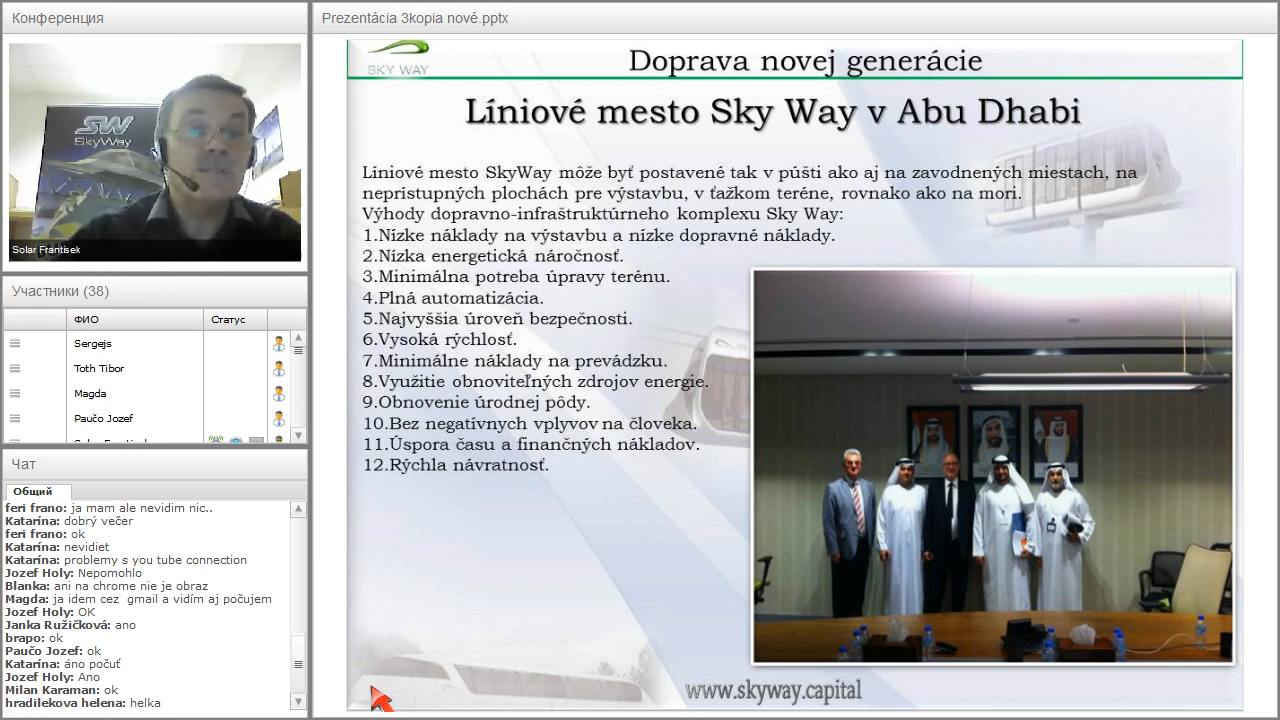 Конференция
SW
SkyWay
Solar Frantisek
Участники (38)
ФИО
Статус
Sergejs
Toth Tibor
Magda
Paučo Jozef
Чат
Общий
feri frano: ja mam ale nevidim nic..
Katarína: dobrý večer
feri frano: ok
Katarína: nevidiet
Katarína: problemy s you tube connection
Jozef Holy: Nepomohlo
Blanka: ani na chrome nie je obraz
Magda: ja idem cez gmail a vidím aj počujem
Jozef Holy: OK
Janka Ružičková: ano
brapo: ok
Paučo Jozef: ok
Katarína: áno počuť
Jozef Holy: Ano
Milan Karaman: ok
hradilekova helena: helka
Prezentácia 3kopia nové.pptx
SKY WAY
Doprava novej generácie
Líniové mesto Sky Way v Abu Dhabi
Líniové mesto SkyWay môže byť postavené tak v púšti ako aj na zavodnených miestach, na
neprístupných plochách pre výstavbu, v ťažkom teréne, rovnako ako na mori.
Výhody dopravno-infraštruktúrneho komplexu Sky Way:
1.Nízke náklady na výstavbu a nízke dopravné náklady.
2.Nízka energetická náročnosť.
3.Minimálna potreba úpravy terénu.
4.Plná automatizácia.
5.Najvyššia úroveň bezpečnosti.
6.Vysoká rýchlosť.
7.Minimálne náklady na prevádzku.
8.Využitie obnoviteľných zdrojov energie.
9.Obnovenie úrodnej pôdy.
10.Bez negatívnych vplyvov na človeka.
11.Úspora času a finančných nákladov.
12.Rýchla návratnosť.
www.skyway.capital